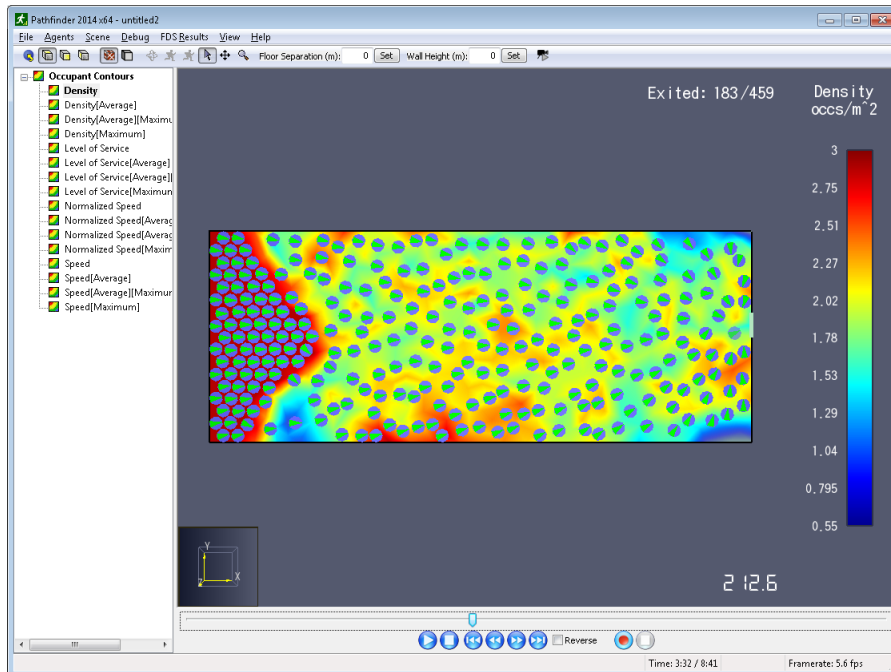 Pathfinder 2014 x64 - untitled2
File Agents Scene Debug FDS Results View Help
Floor Separation (m): 0 Set Wall Height (m): 0 Set
Occupant Contours
Density
Density[Average]
Density[Average][Maximu
Density[Maximum]
Level of Service
Level of Service[Average]
Level of Service[Average][
Level of Service[Maximum
Normalized Speed
Normalized Speed[Averag
Normalized Speed[Averag
Normalized Speed[Maxim
Speed
Speed[Average]
Speed[Average][Maximum
Speed[Maximum]
Exited: 183/459
Density
occs/m^2
3
2.75
2.51
2.27
2.02
1.78
1.53
1.29
1.04
0.795
0.55
Y
X
Z
212.6
Reverse
Time: 3:32 / 8:41
Framerate: 5.6 fps